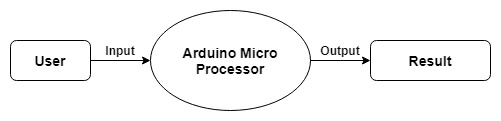 User
Input
Arduino Micro
Processor
Output
Result